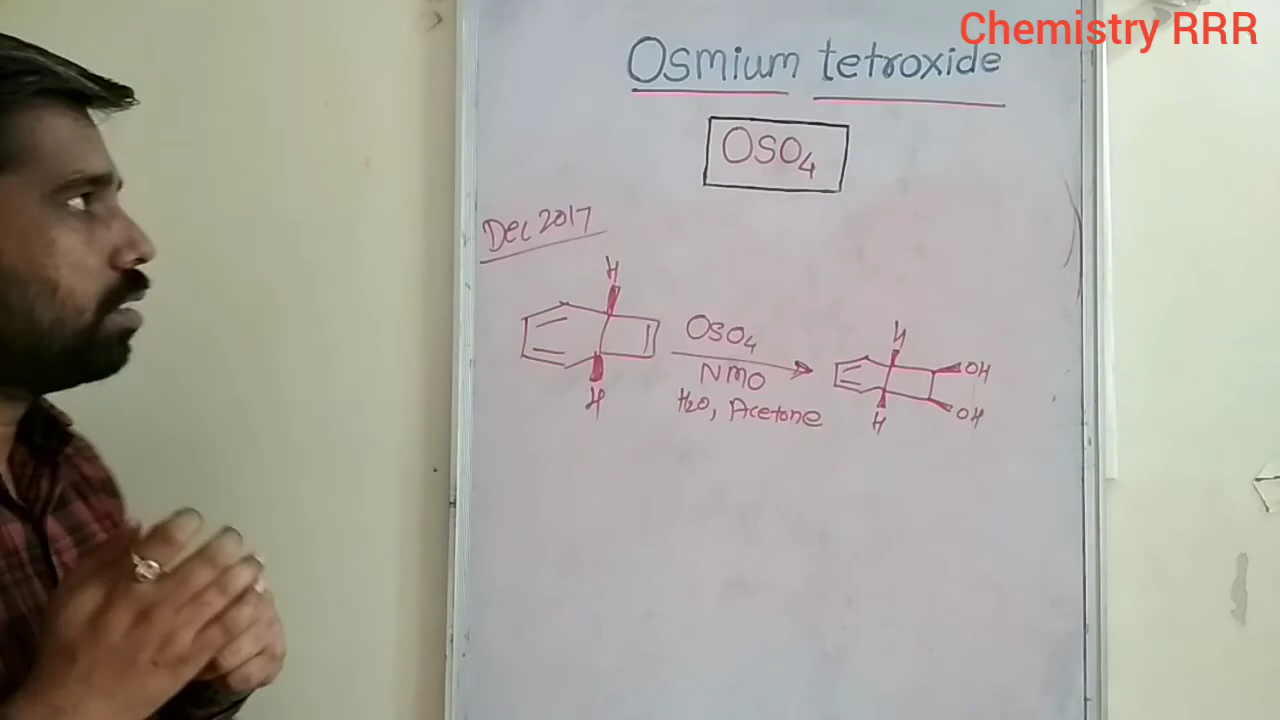 Chemistry RRR
Osmium tetroxide
OsO4
Dec 2017
H
H
OsO4
NMO
H2O, Acetone
H
OH
OH
H